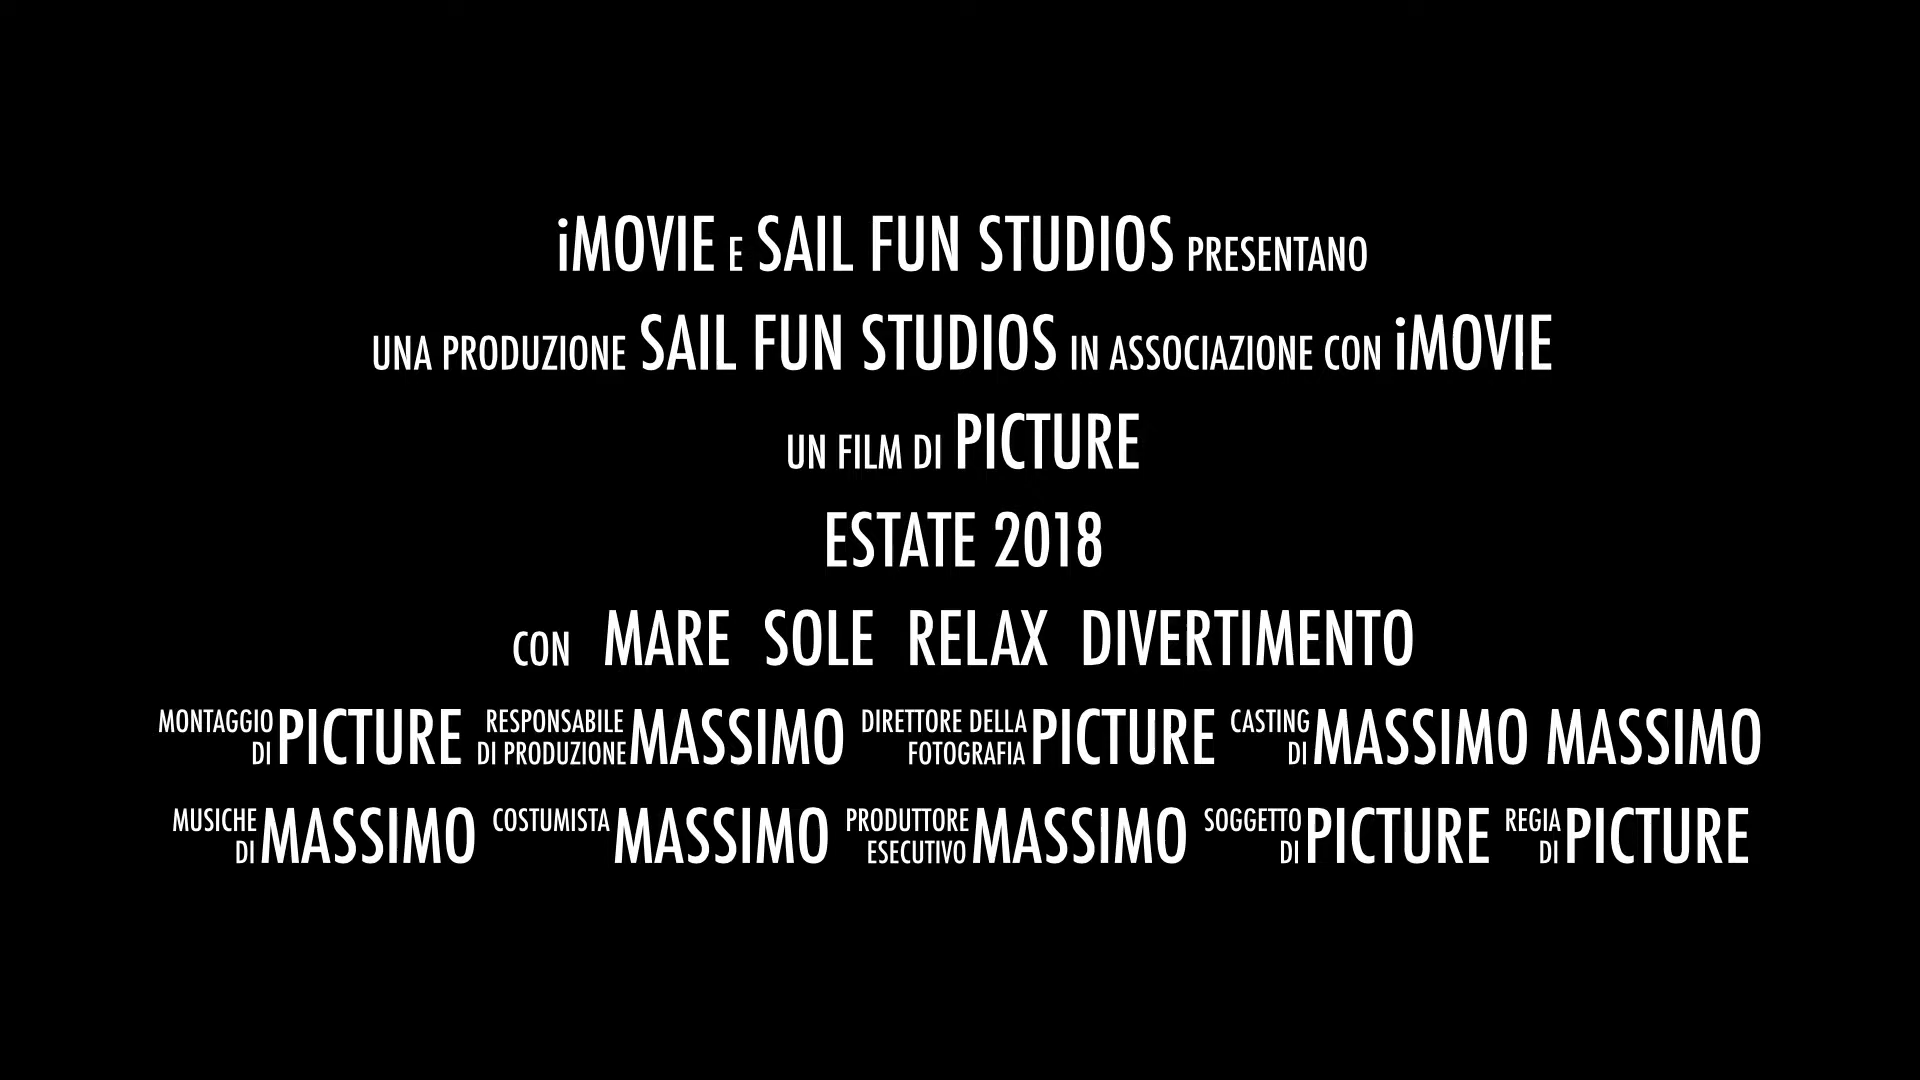 iMOVIE E SAIL FUN STUDIOS PRESENTANO
UNA PRODUZIONE SAIL FUN STUDIOS IN ASSOCIAZIONE CON iMOVIE
UN FILM DI PICTURE
ESTATE 2018
CON MARE SOLE RELAX DIVERTIMENTO
MONTAGGIO DI PICTURE RESPONSABILE DI PRODUZIONE MASSIMO DIRETTORE DELLA FOTOGRAFIA PICTURE CASTING DI MASSIMO MASSIMO
MUSICHE DI MASSIMO COSTUMISTA MASSIMO PRODUTTORE ESECUTIVO MASSIMO SOGGETTO DI PICTURE REGIA DI PICTURE